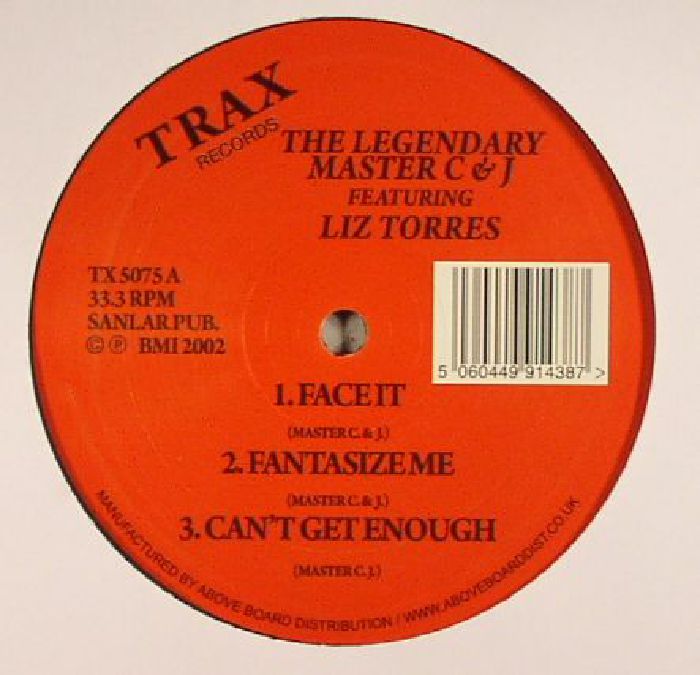 TRAX
RECORDS
THE LEGENDARY
MASTER C & J
FEATURING
LIZ TORRES
TX 5075 A
33.3 RPM
SANLAR PUB.
© ℗ BMI 2002
5 060449 914387 >
1. FACE IT
(MASTER C. & J.)
2. FANTASIZE ME
(MASTER C. & J.)
3. CAN'T GET ENOUGH
(MASTER C. J.)
MANUFACTURED BY ABOVE BOARD DISTRIBUTION / WWW.ABOVEBOARDDIST.CO.UK